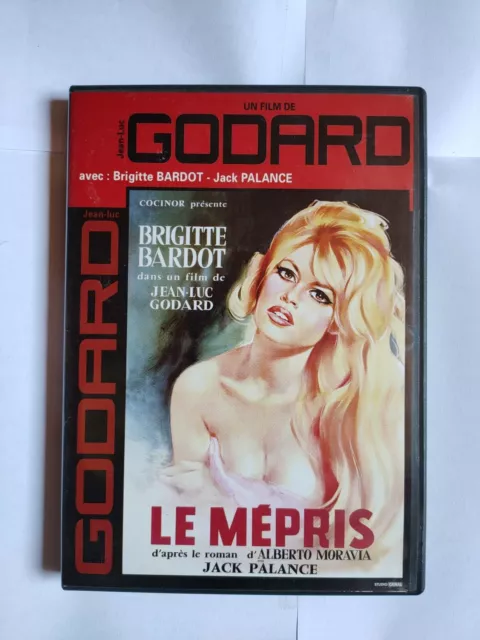 UN FILM DE
Jean-Luc
GODARD
avec : Brigitte BARDOT - Jack PALANCE
Jean-luc
GODARD
COCINOR présente
BRIGITTE
BARDOT
dans un film de
JEAN-LUC
GODARD
LE MÉPRIS
d'après le roman d'ALBERTO MORAVIA
JACK PALANCE